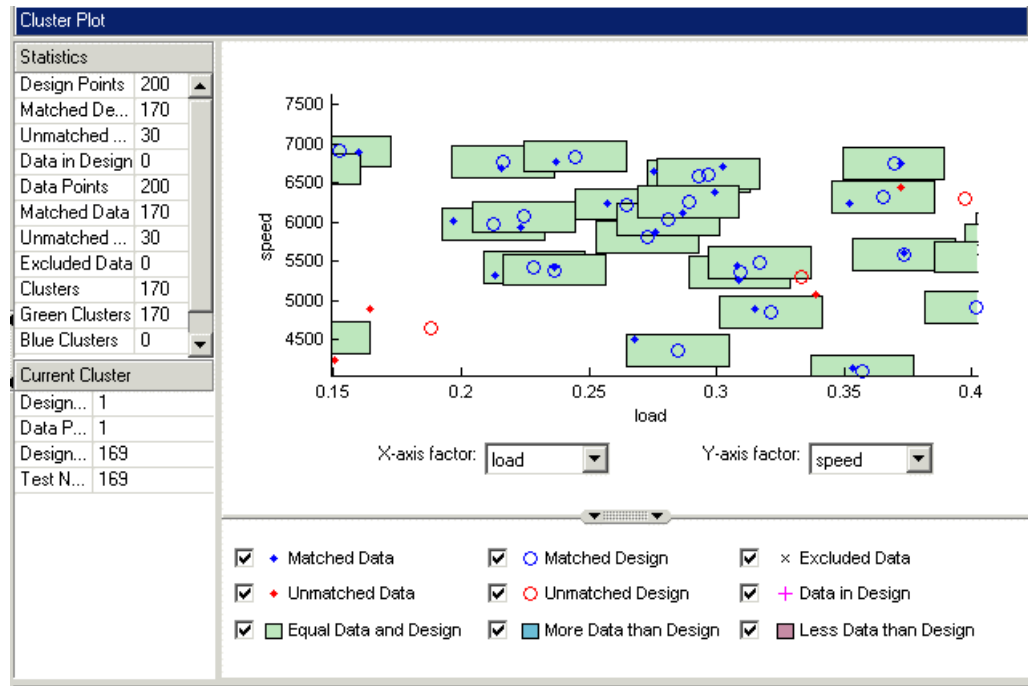 Cluster Plot
Statistics
Design Points 200
Matched De... 170
Unmatched ... 30
Data in Design 0
Data Points 200
Matched Data 170
Unmatched ... 30
Excluded Data 0
Clusters 170
Green Clusters 170
Blue Clusters 0
Current Cluster
Design... 1
Data P... 1
Design... 169
Test N... 169
7500
7000
6500
6000
5500
5000
4500
speed
0.15 0.2 0.25 0.3 0.35 0.4
load
X-axis factor: load Y-axis factor: speed
Matched Data Matched Design Excluded Data
Unmatched Data Unmatched Design Data in Design
Equal Data and Design More Data than Design Less Data than Design